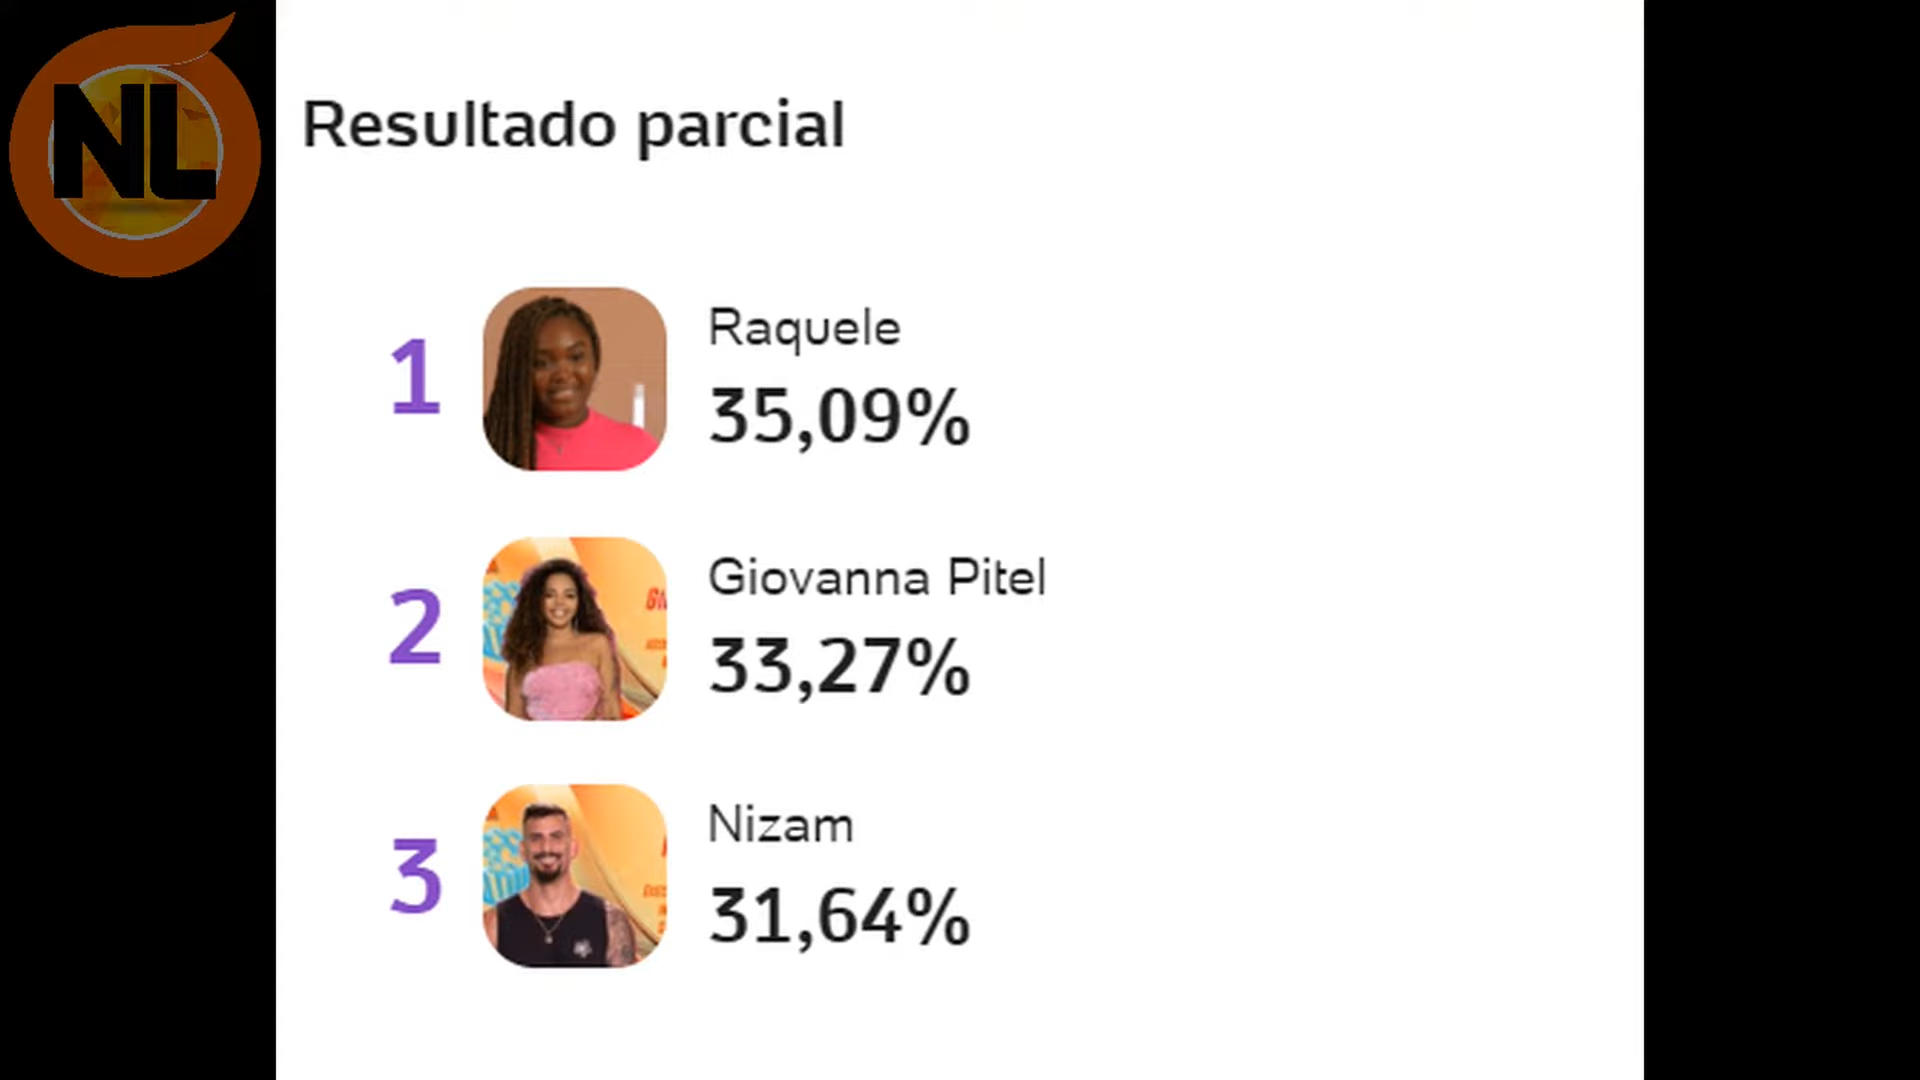 NL
Resultado parcial
1
Raquele
35,09%
2
Giovanna Pitel
33,27%
3
Nizam
31,64%